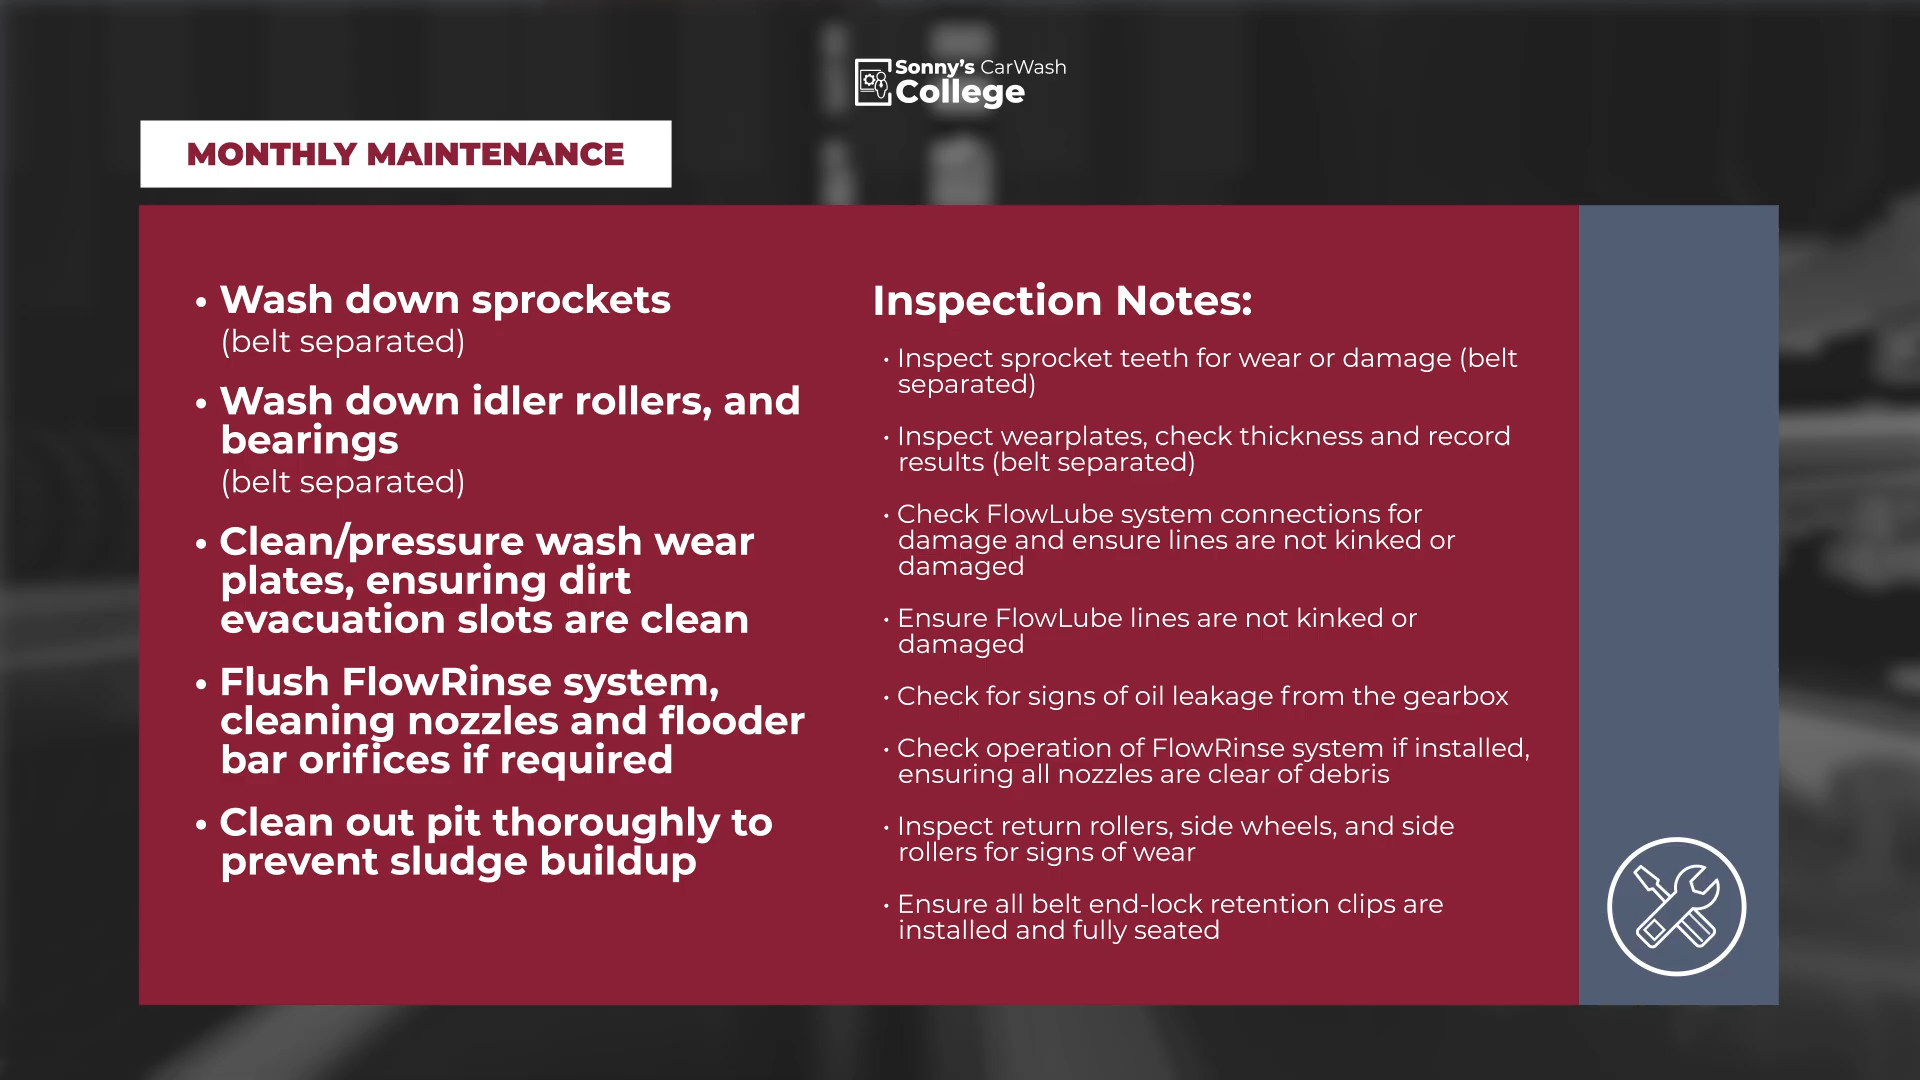 Sonny's CarWash
College
MONTHLY MAINTENANCE
• Wash down sprockets
(belt separated)
• Wash down idler rollers, and
bearings
(belt separated)
• Clean/pressure wash wear
plates, ensuring dirt
evacuation slots are clean
• Flush FlowRinse system,
cleaning nozzles and flooder
bar orifices if required
• Clean out pit thoroughly to
prevent sludge buildup
Inspection Notes:
• Inspect sprocket teeth for wear or damage (belt
separated)
• Inspect wearplates, check thickness and record
results (belt separated)
• Check FlowLube system connections for
damage and ensure lines are not kinked or
damaged
• Ensure FlowLube lines are not kinked or
damaged
• Check for signs of oil leakage from the gearbox
• Check operation of FlowRinse system if installed,
ensuring all nozzles are clear of debris
• Inspect return rollers, side wheels, and side
rollers for signs of wear
• Ensure all belt end-lock retention clips are
installed and fully seated